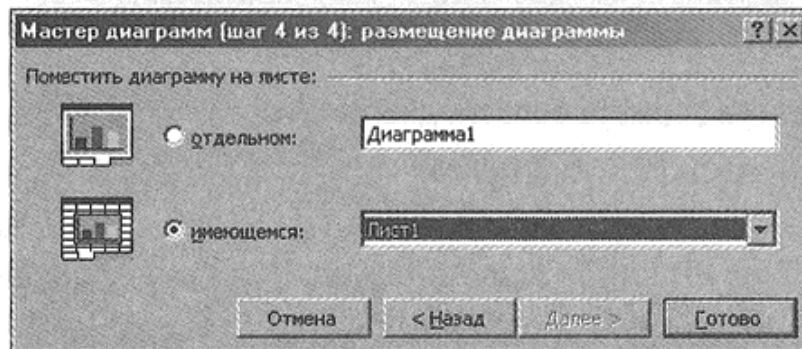 Мастер диаграмм (шаг 4 из 4): размещение диаграммы
Поместить диаграмму на листе:
отдельном: Диаграмма1
имеющемся: Лист1
Отмена < Назад Далее > Готово